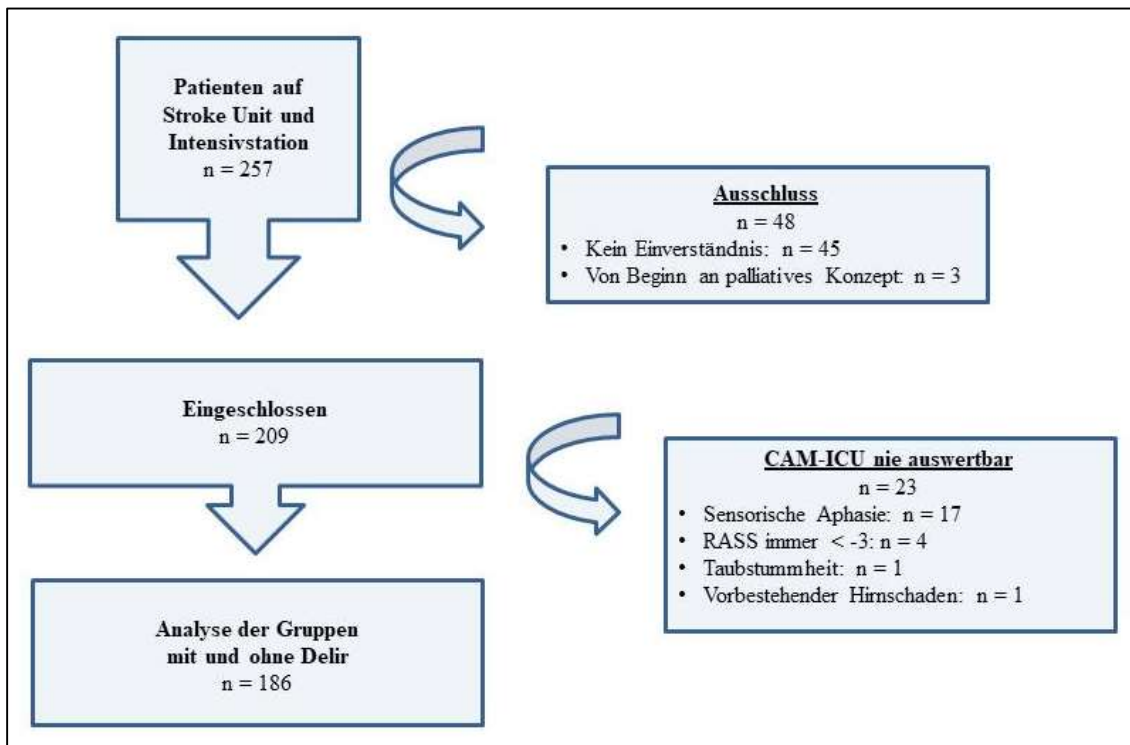 Patienten auf
Stroke Unit und
Intensivstation
n = 257
Ausschluss
n = 48
• Kein Einverständnis: n = 45
• Von Beginn an palliatives Konzept: n = 3
Eingeschlossen
n = 209
CAM-ICU nie auswertbar
n = 23
• Sensorische Aphasie: n = 17
• RASS immer < -3: n = 4
• Taubstummheit: n = 1
• Vorbestehender Hirnschaden: n = 1
Analyse der Gruppen
mit und ohne Delir
n = 186